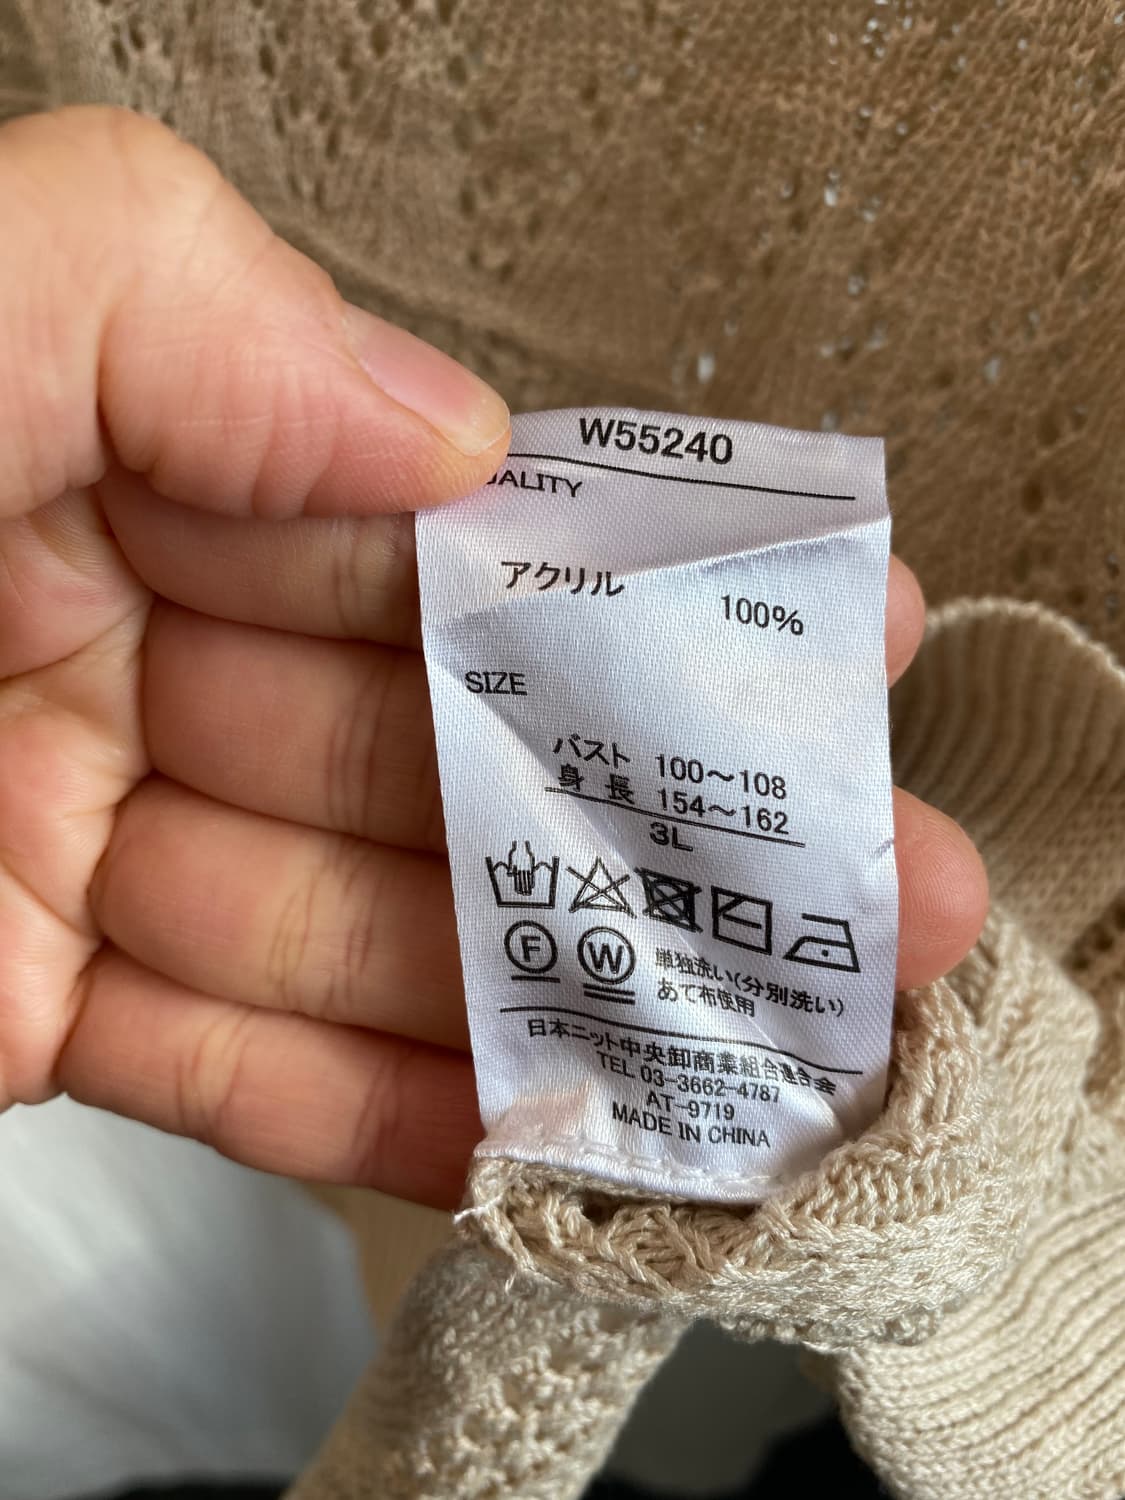 W55240
UALITY
アクリル 100%
SIZE
バスト 100～108
身長 154～162
3L
F W 単独洗い(分別洗い)
あて布使用
日本ニット中央卸商業組合連合会
TEL 03-3662-4787
AT-9719
MADE IN CHINA